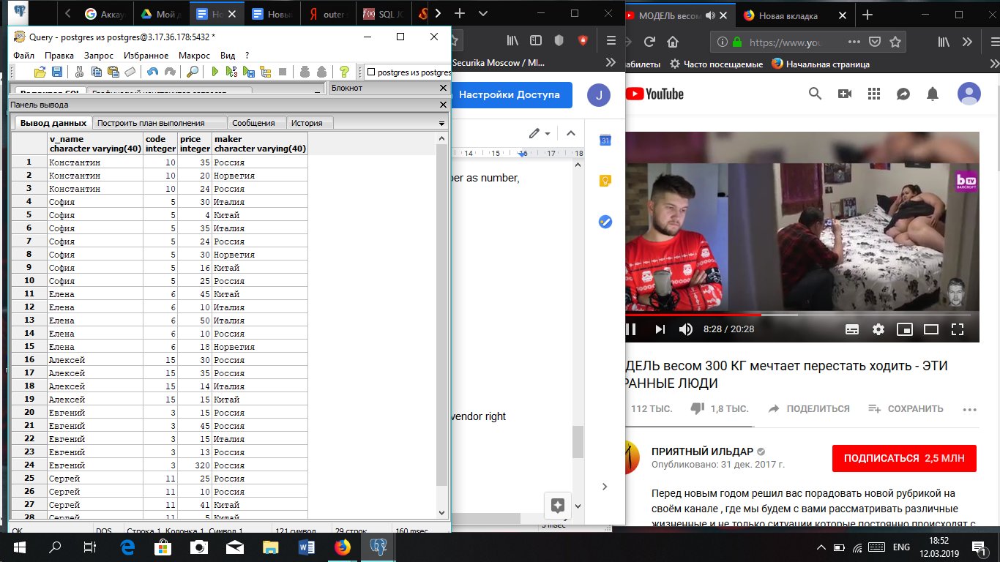 Аккау
Мой д
Но
Новый
outer
SQL JO
Query - postgres из postgres@3.17.36.178:5432 *
Файл Правка Запрос Избранное Макрос Вид ?
postgres из postgres
Блокнот
Панель вывода
Вывод данных Построить план выполнения Сообщения История
v_name code price maker
character varying(40) integer integer character varying(40)
1 Константин 10 35 Россия
2 Константин 10 20 Норвегия
3 Константин 10 24 Россия
4 София 5 30 Италия
5 София 5 4 Китай
6 София 5 35 Италия
7 София 5 24 Россия
8 София 5 30 Норвегия
9 София 5 16 Китай
10 София 5 25 Россия
11 Елена 6 45 Китай
12 Елена 6 10 Италия
13 Елена 6 50 Италия
14 Елена 6 10 Россия
15 Елена 6 18 Норвегия
16 Алексей 15 30 Россия
17 Алексей 15 35 Россия
18 Алексей 15 14 Италия
19 Алексей 15 15 Китай
20 Евгений 3 15 Россия
21 Евгений 3 45 Россия
22 Евгений 3 15 Италия
23 Евгений 3 13 Россия
24 Евгений 3 320 Россия
25 Сергей 11 25 Россия
26 Сергей 11 10 Россия
27 Сергей 11 41 Китай
28 Сергей 11 5 Китай
OK DOS Строка 1, Колонка 1, Символ 1 121 символ 29 строк 160 msec
Securika Moscow / MI...
Настройки Доступа
J
14 15 16 17 18
31
per as number,
vendor right
МОДЕЛЬ весом
Новая вкладка
https://www.you
набилеты Часто посещаемые Начальная страница
YouTube
btv
BARCROFT
8:28 / 20:28
ДЕЛЬ весом 300 КГ мечтает перестать ходить - ЭТИ
РАННЫЕ ЛЮДИ
112 ТЫС. 1,8 ТЫС. ПОДЕЛИТЬСЯ СОХРАНИТЬ
ПРИЯТНЫЙ ИЛЬДАР
Опубликовано: 31 дек. 2017 г.
ПОДПИСАТЬСЯ 2,5 МЛН
Перед новым годом решил вас порадовать новой рубрикой на
своём канале , где мы будем с вами рассматривать различные
жизненные и не только ситуации которые постоянно происходят с
ENG
18:52
12.03.2019
1